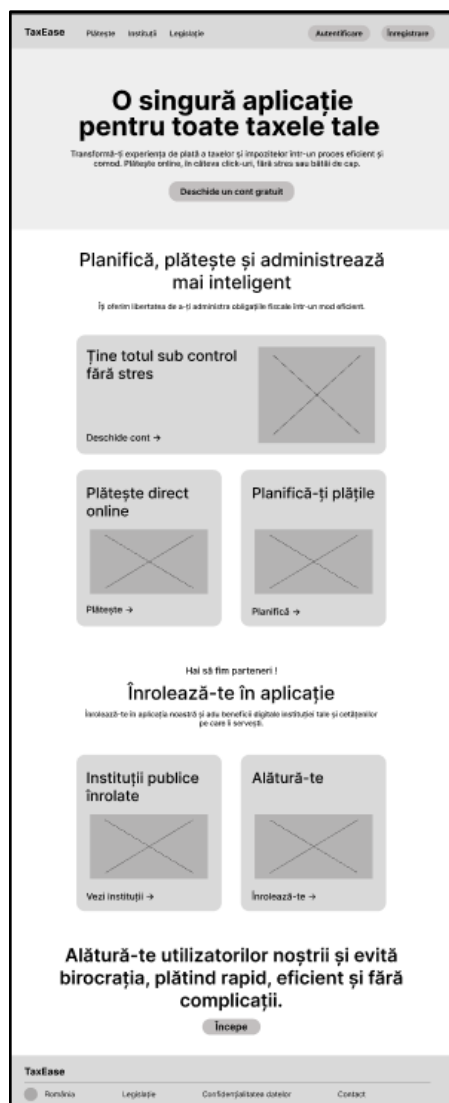 TaxEase Plătește Instituții Legislație Autentificare Înregistrare
O singură aplicație
pentru toate taxele tale
Transformă-ți experiența de plată a taxelor și impozitelor într-un proces eficient și
comod. Plătește online, în câteva click-uri, fără stres sau bătăi de cap.
Deschide un cont gratuit
Planifică, plătește și administrează
mai inteligent
Îți oferim libertatea de a-ți administra obligațiile fiscale într-un mod eficient.
Ține totul sub control
fără stres
Deschide cont →
Plătește direct
online
Plătește →
Planifică-ți plățile
Planifică →
Hai să fim parteneri !
Înrolează-te în aplicație
Înrolează-te în aplicația noastră și adu beneficii digitale instituției tale și cetățenilor
pe care îi servești.
Instituții publice
înrolate
Vezi instituții →
Alătură-te
Înrolează-te →
Alătură-te utilizatorilor noștrii și evită
birocrația, plătind rapid, eficient și fără
complicații.
Începe
TaxEase
România Legislație Confidențialitatea datelor Contact